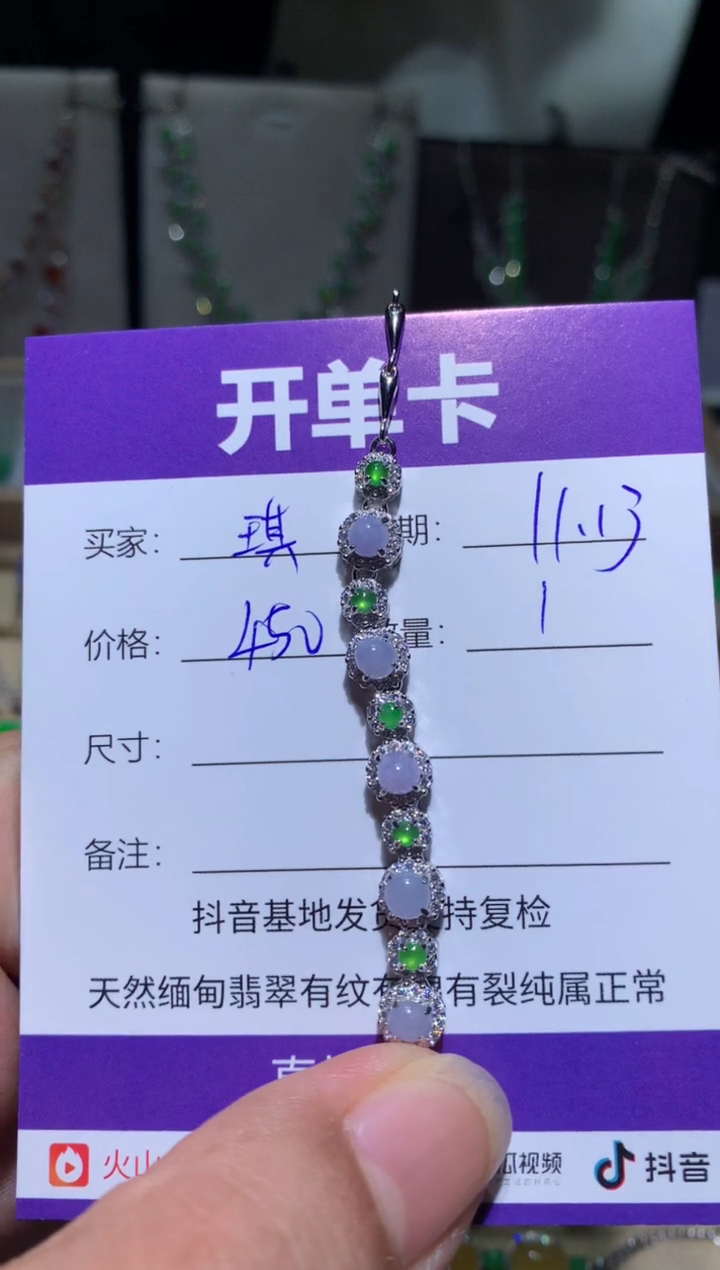 开单卡
买家： 琪 期： 11.13
价格： 450 量： 1
尺寸：
备注：
抖音基地发货 持复检
天然缅甸翡翠有纹 有裂纯属正常
火山 视频 抖音